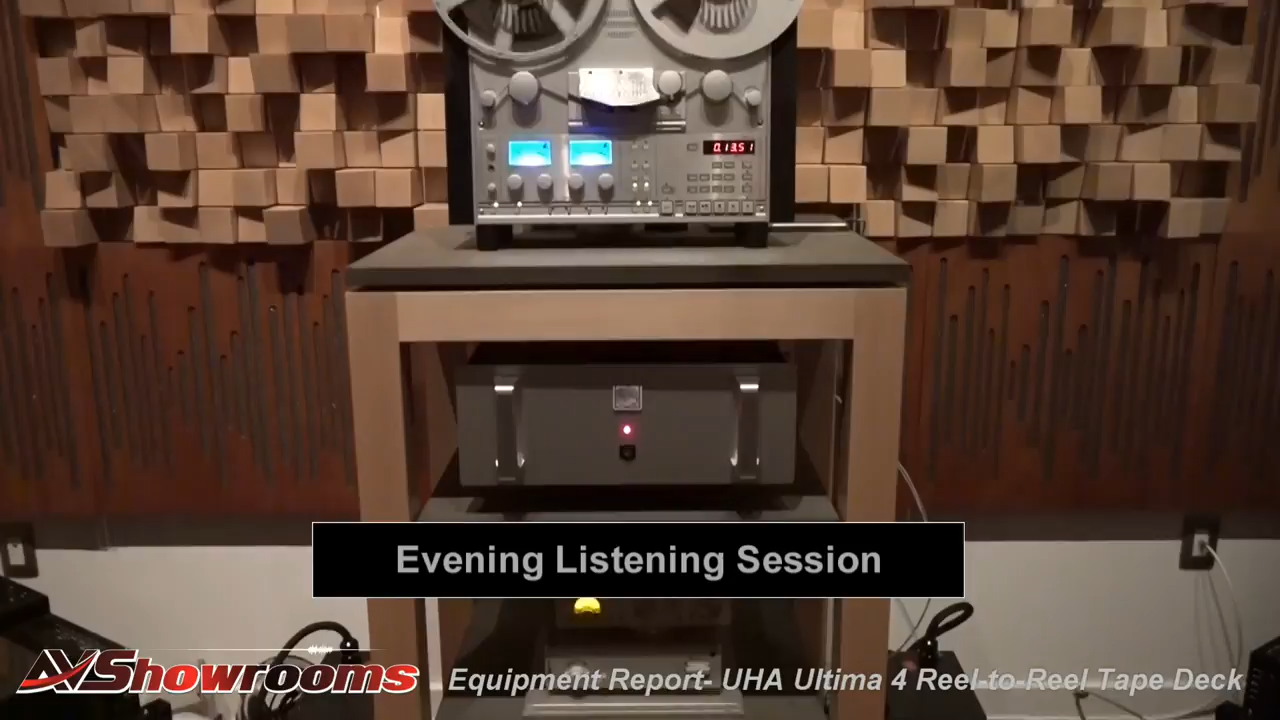 0.13.51
Evening Listening Session
AVShowrooms
Equipment Report- UHA Ultima 4 Reel-to-Reel Tape Deck